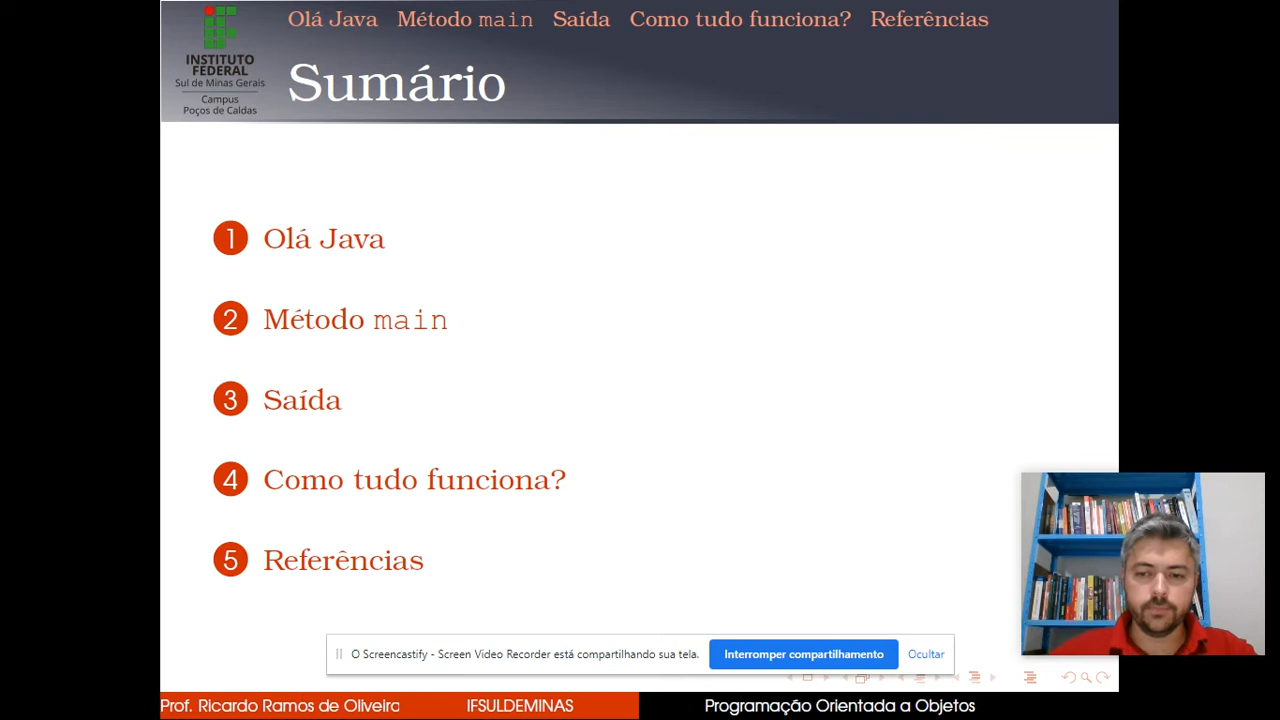 Olá Java Método main Saída Como tudo funciona? Referências
INSTITUTO
FEDERAL
Sul de Minas Gerais
Campus
Poços de Caldas
Sumário
1 Olá Java
2 Método main
3 Saída
4 Como tudo funciona?
5 Referências
O Screencastify - Screen Video Recorder está compartilhando sua tela. Interromper compartilhamento Ocultar
Prof. Ricardo Ramos de Oliveira IFSULDEMINAS Programação Orientada a Objetos